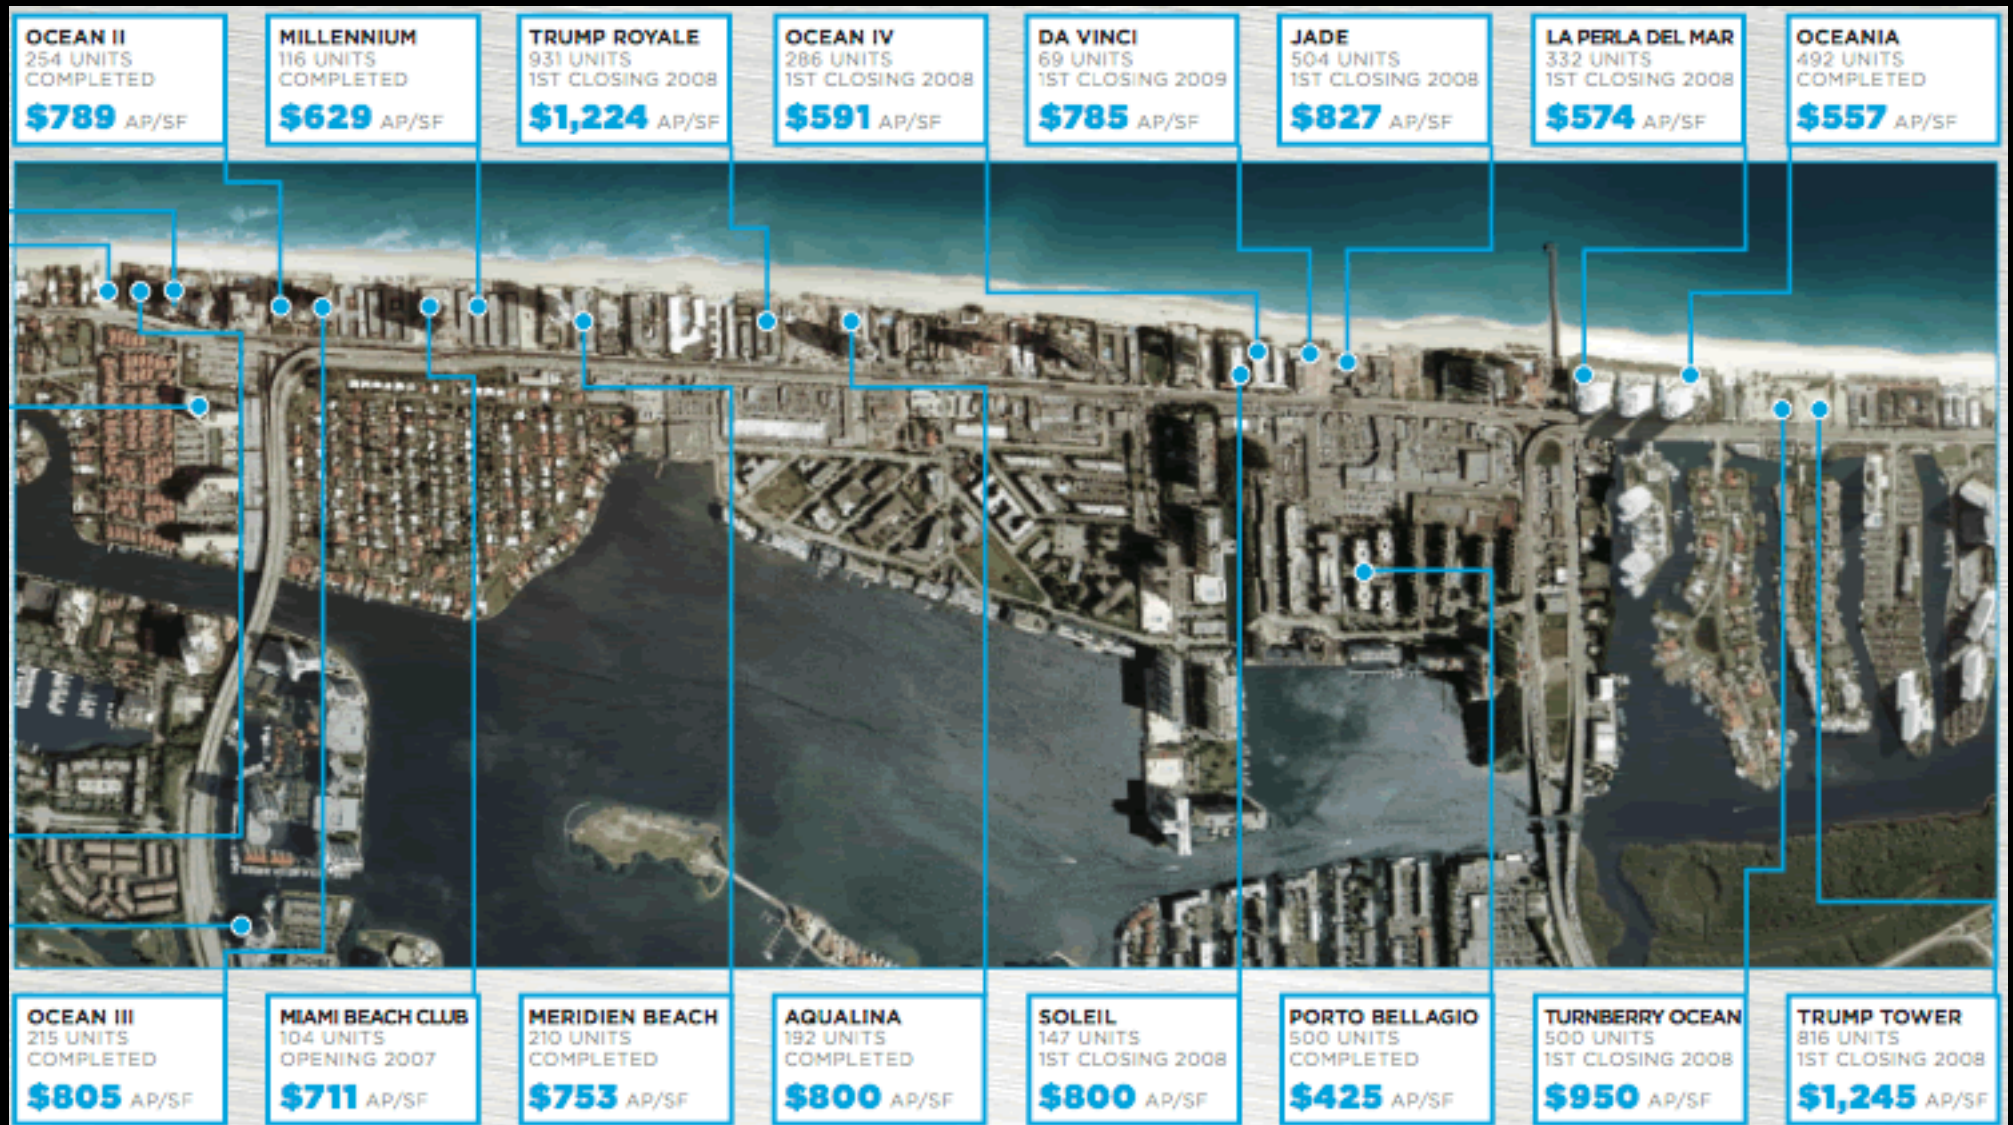 OCEAN II
254 UNITS
COMPLETED
$789 AP/SF
MILLENNIUM
116 UNITS
COMPLETED
$629 AP/SF
TRUMP ROYALE
931 UNITS
1ST CLOSING 2008
$1,224 AP/SF
OCEAN IV
286 UNITS
1ST CLOSING 2008
$591 AP/SF
DA VINCI
69 UNITS
1ST CLOSING 2009
$785 AP/SF
JADE
504 UNITS
1ST CLOSING 2008
$827 AP/SF
LA PERLA DEL MAR
332 UNITS
1ST CLOSING 2008
$574 AP/SF
OCEANIA
492 UNITS
COMPLETED
$557 AP/SF
OCEAN III
215 UNITS
COMPLETED
$805 AP/SF
MIAMI BEACH CLUB
104 UNITS
OPENING 2007
$711 AP/SF
MERIDIEN BEACH
210 UNITS
COMPLETED
$753 AP/SF
AQUALINA
192 UNITS
COMPLETED
$800 AP/SF
SOLEIL
147 UNITS
1ST CLOSING 2008
$800 AP/SF
PORTO BELLAGIO
500 UNITS
COMPLETED
$425 AP/SF
TURNBERRY OCEAN
500 UNITS
1ST CLOSING 2008
$950 AP/SF
TRUMP TOWER
816 UNITS
1ST CLOSING 2008
$1,245 AP/SF